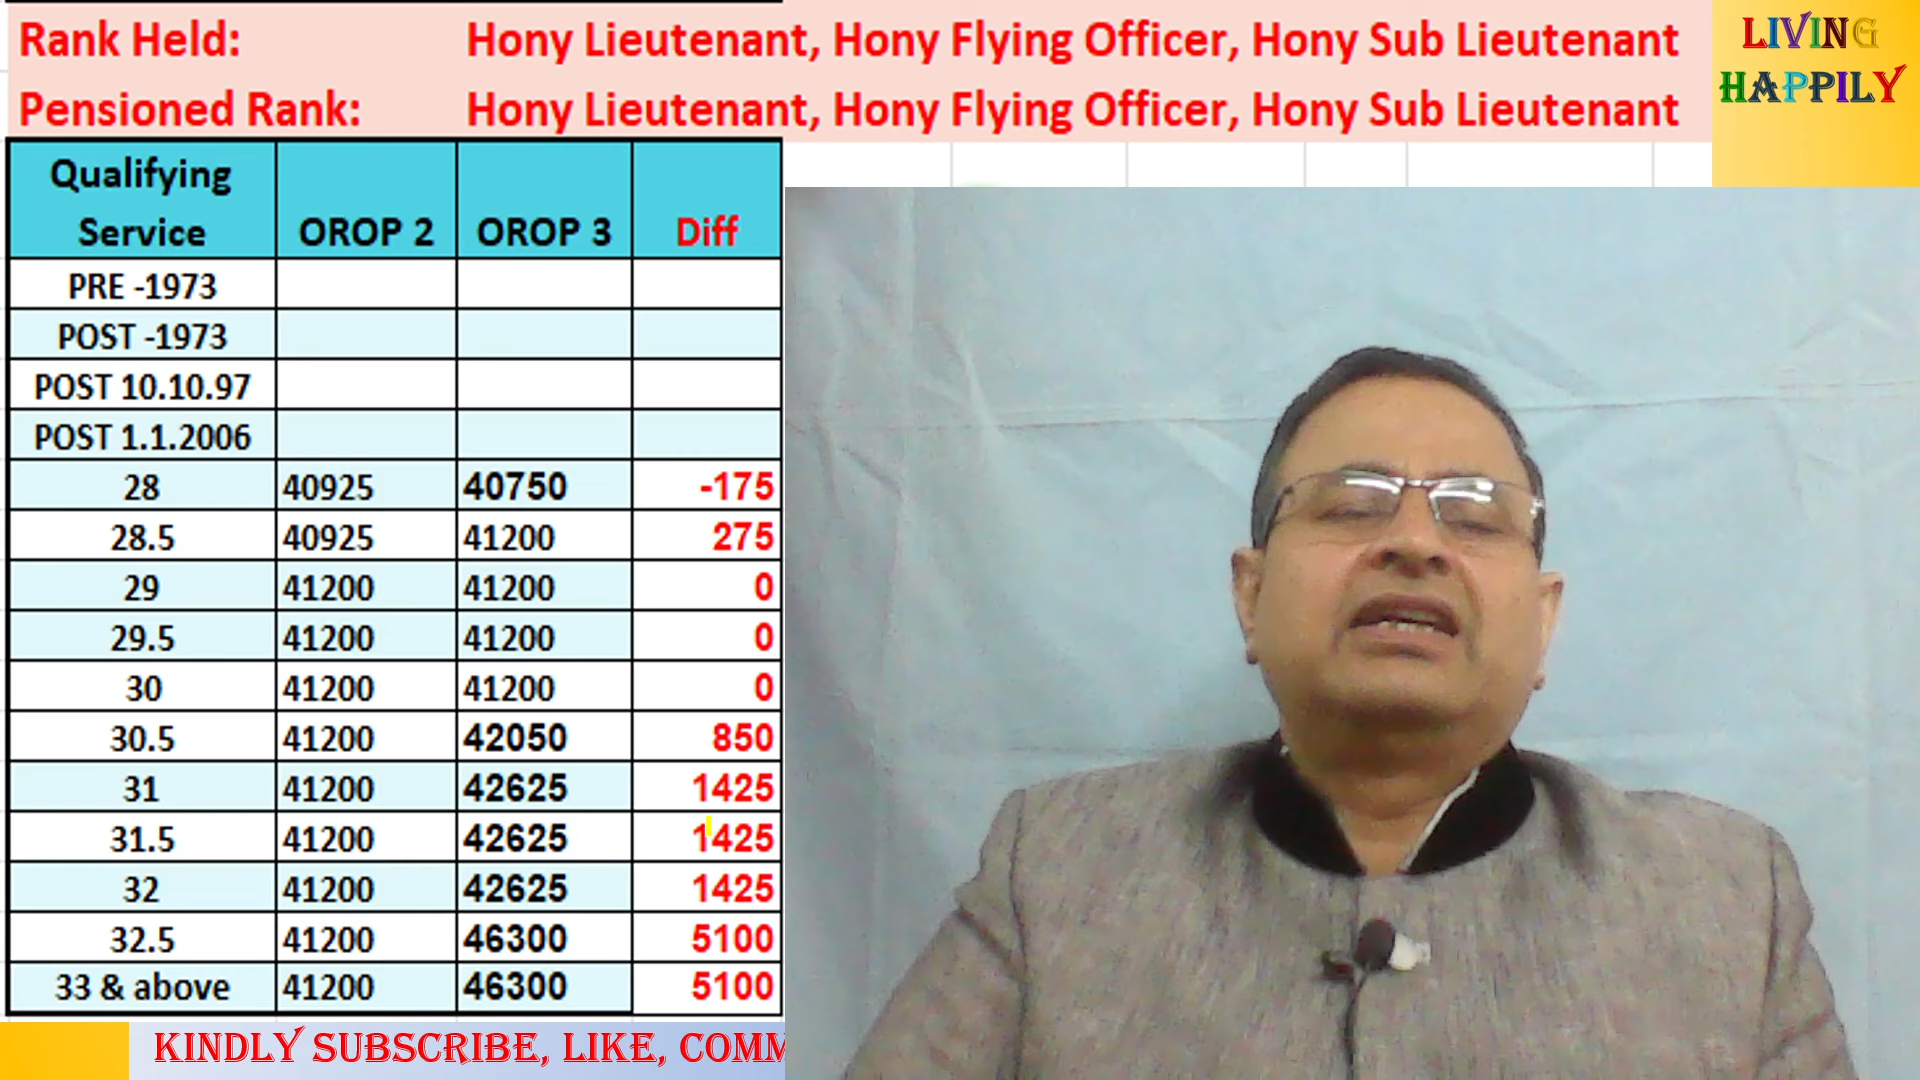 Rank Held: Hony Lieutenant, Hony Flying Officer, Hony Sub Lieutenant
Pensioned Rank: Hony Lieutenant, Hony Flying Officer, Hony Sub Lieutenant
LIVING
HAPPILY
Qualifying
Service OROP 2 OROP 3 Diff
PRE -1973
POST -1973
POST 10.10.97
POST 1.1.2006
28 40925 40750 -175
28.5 40925 41200 275
29 41200 41200 0
29.5 41200 41200 0
30 41200 41200 0
30.5 41200 42050 850
31 41200 42625 1425
31.5 41200 42625 1425
32 41200 42625 1425
32.5 41200 46300 5100
33 & above 41200 46300 5100
KINDLY SUBSCRIBE, LIKE, COMM